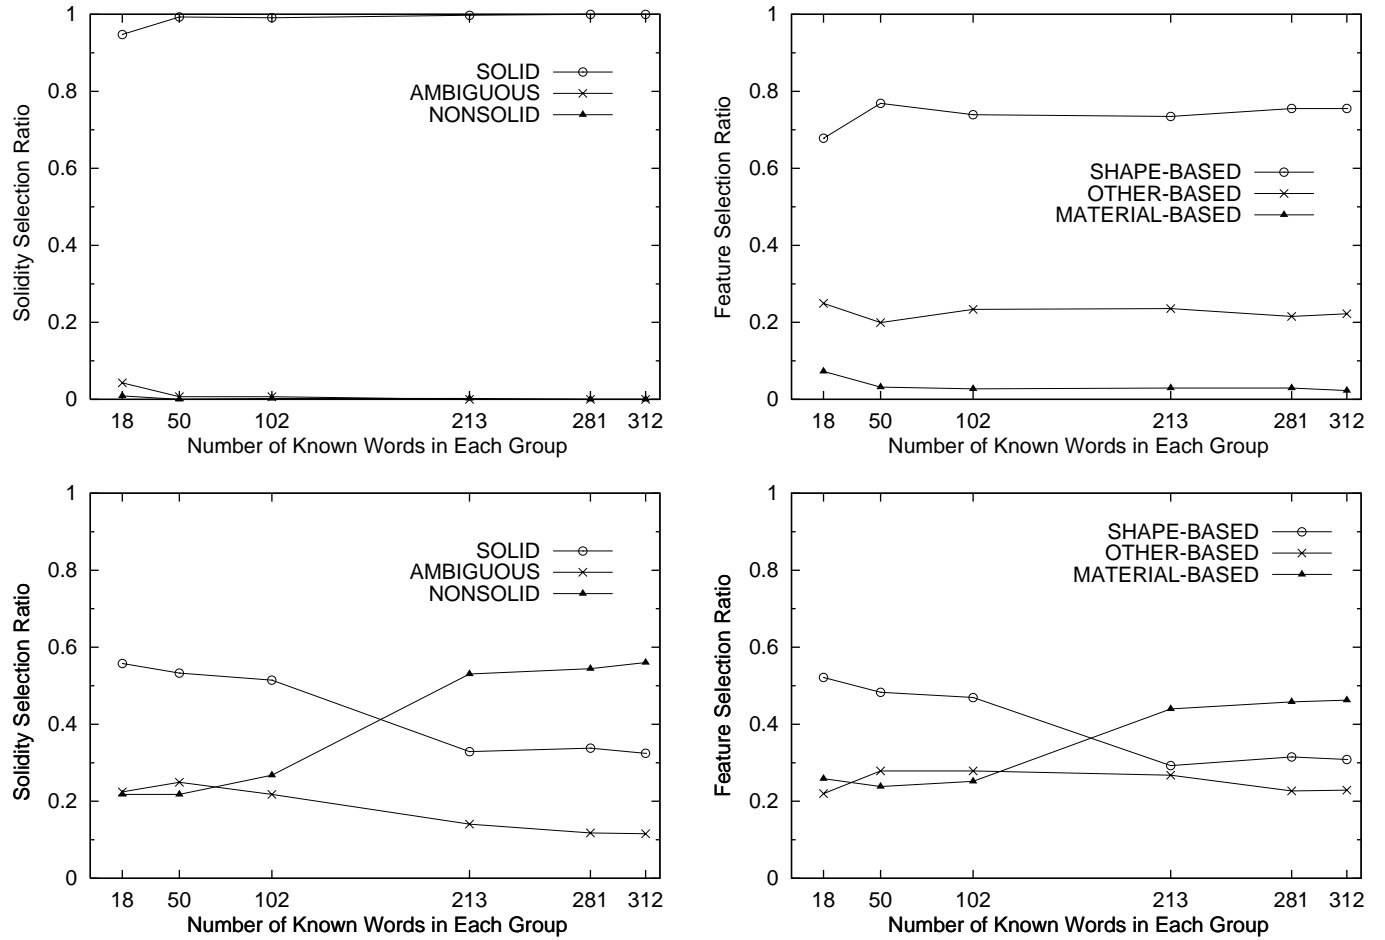 1
0.8
0.6
0.4
0.2
0
18 50 102 213 281 312
Solidity Selection Ratio
Number of Known Words in Each Group
SOLID
AMBIGUOUS
NONSOLID
1
0.8
0.6
0.4
0.2
0
18 50 102 213 281 312
Feature Selection Ratio
Number of Known Words in Each Group
SHAPE-BASED
OTHER-BASED
MATERIAL-BASED
1
0.8
0.6
0.4
0.2
0
18 50 102 213 281 312
Solidity Selection Ratio
Number of Known Words in Each Group
SOLID
AMBIGUOUS
NONSOLID
1
0.8
0.6
0.4
0.2
0
18 50 102 213 281 312
Feature Selection Ratio
Number of Known Words in Each Group
SHAPE-BASED
OTHER-BASED
MATERIAL-BASED